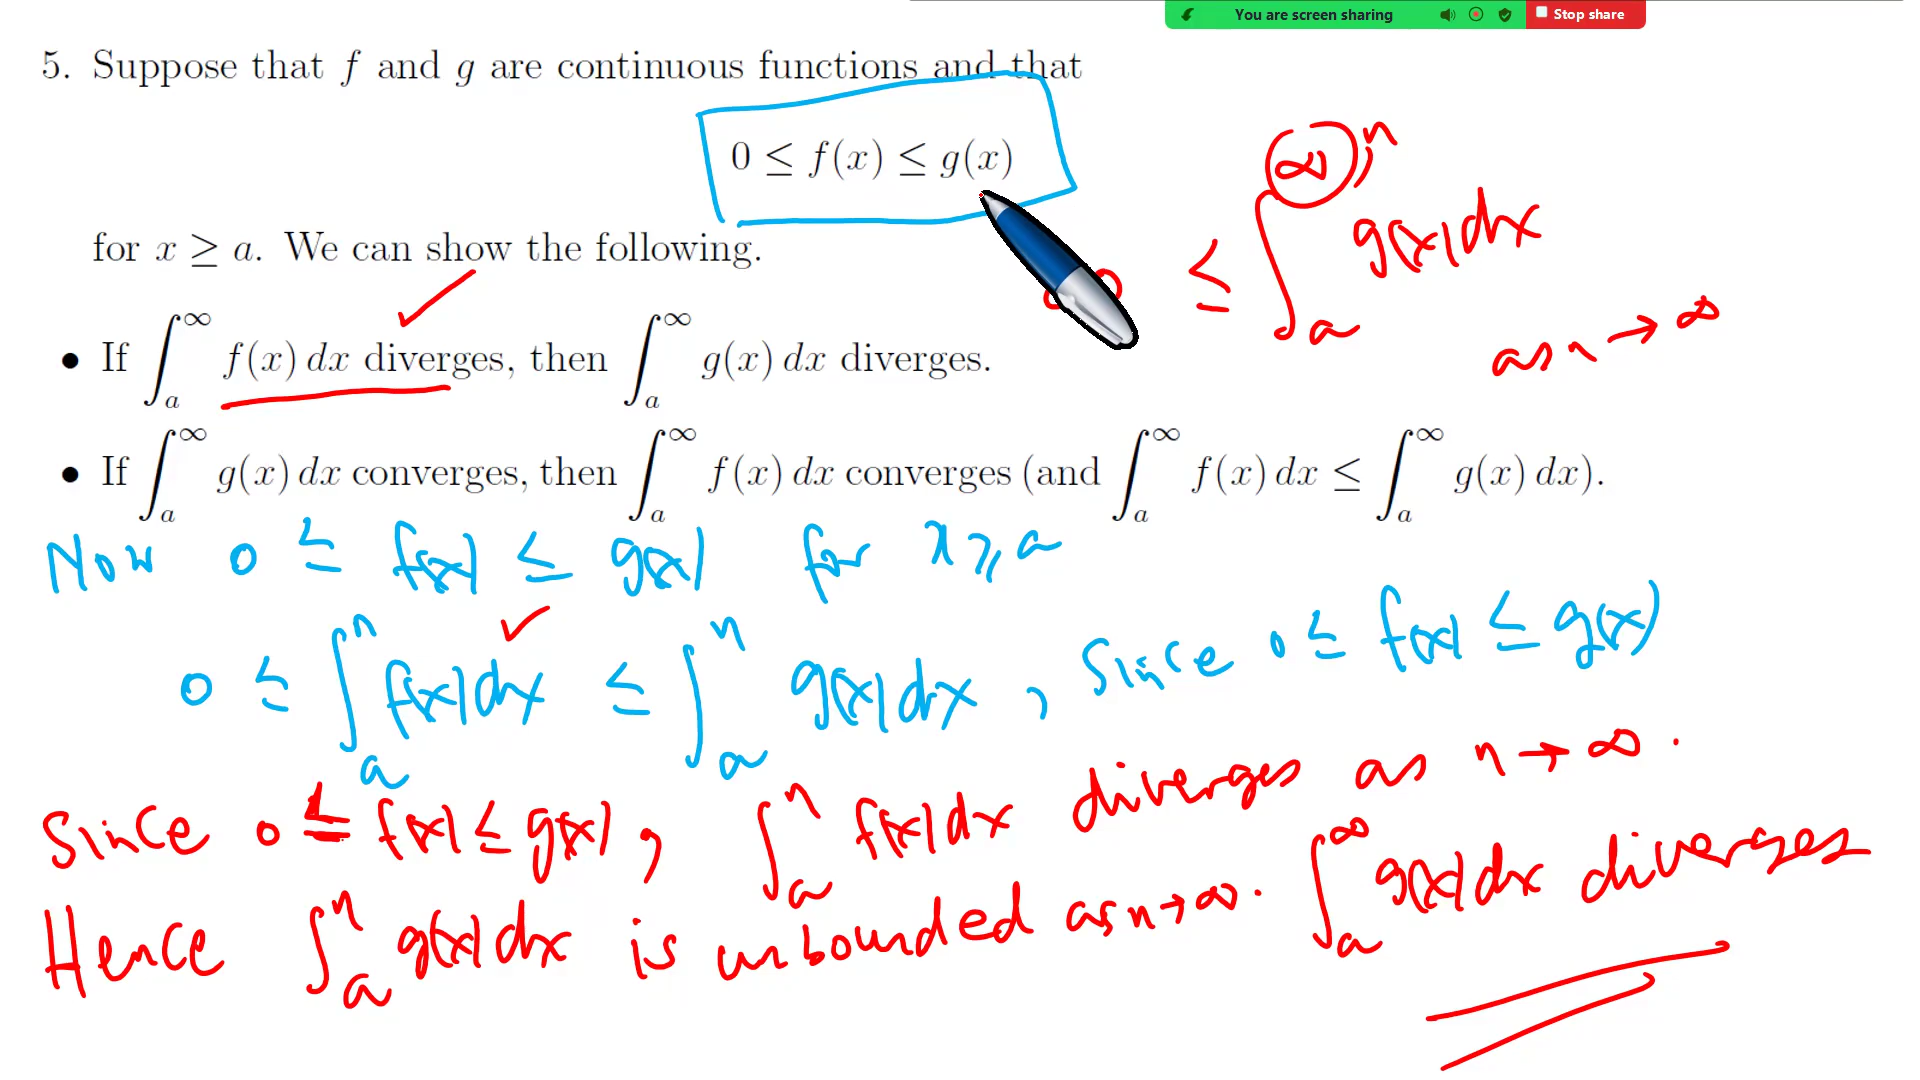 You are screen sharing Stop share
5. Suppose that f and g are continuous functions and that
0 ≤ f(x) ≤ g(x)
for x ≥ a. We can show the following.
≤ ∫_a^∞, n g(x)dx
as n → ∞
• If ∫_a^∞ f(x) dx diverges, then ∫_a^∞ g(x) dx diverges.
• If ∫_a^∞ g(x) dx converges, then ∫_a^∞ f(x) dx converges (and ∫_a^∞ f(x) dx ≤ ∫_a^∞ g(x) dx).
Now 0 ≤ f(x) ≤ g(x) for x ≥ a
0 ≤ ∫_a^n f(x)dx ≤ ∫_a^n g(x)dx , since 0 ≤ f(x) ≤ g(x)
Since 0 ≤ f(x) ≤ g(x), ∫_a^n f(x)dx diverges as n → ∞.
Hence ∫_a^n g(x)dx is unbounded as n → ∞. ∫_a^∞ g(x)dx diverges